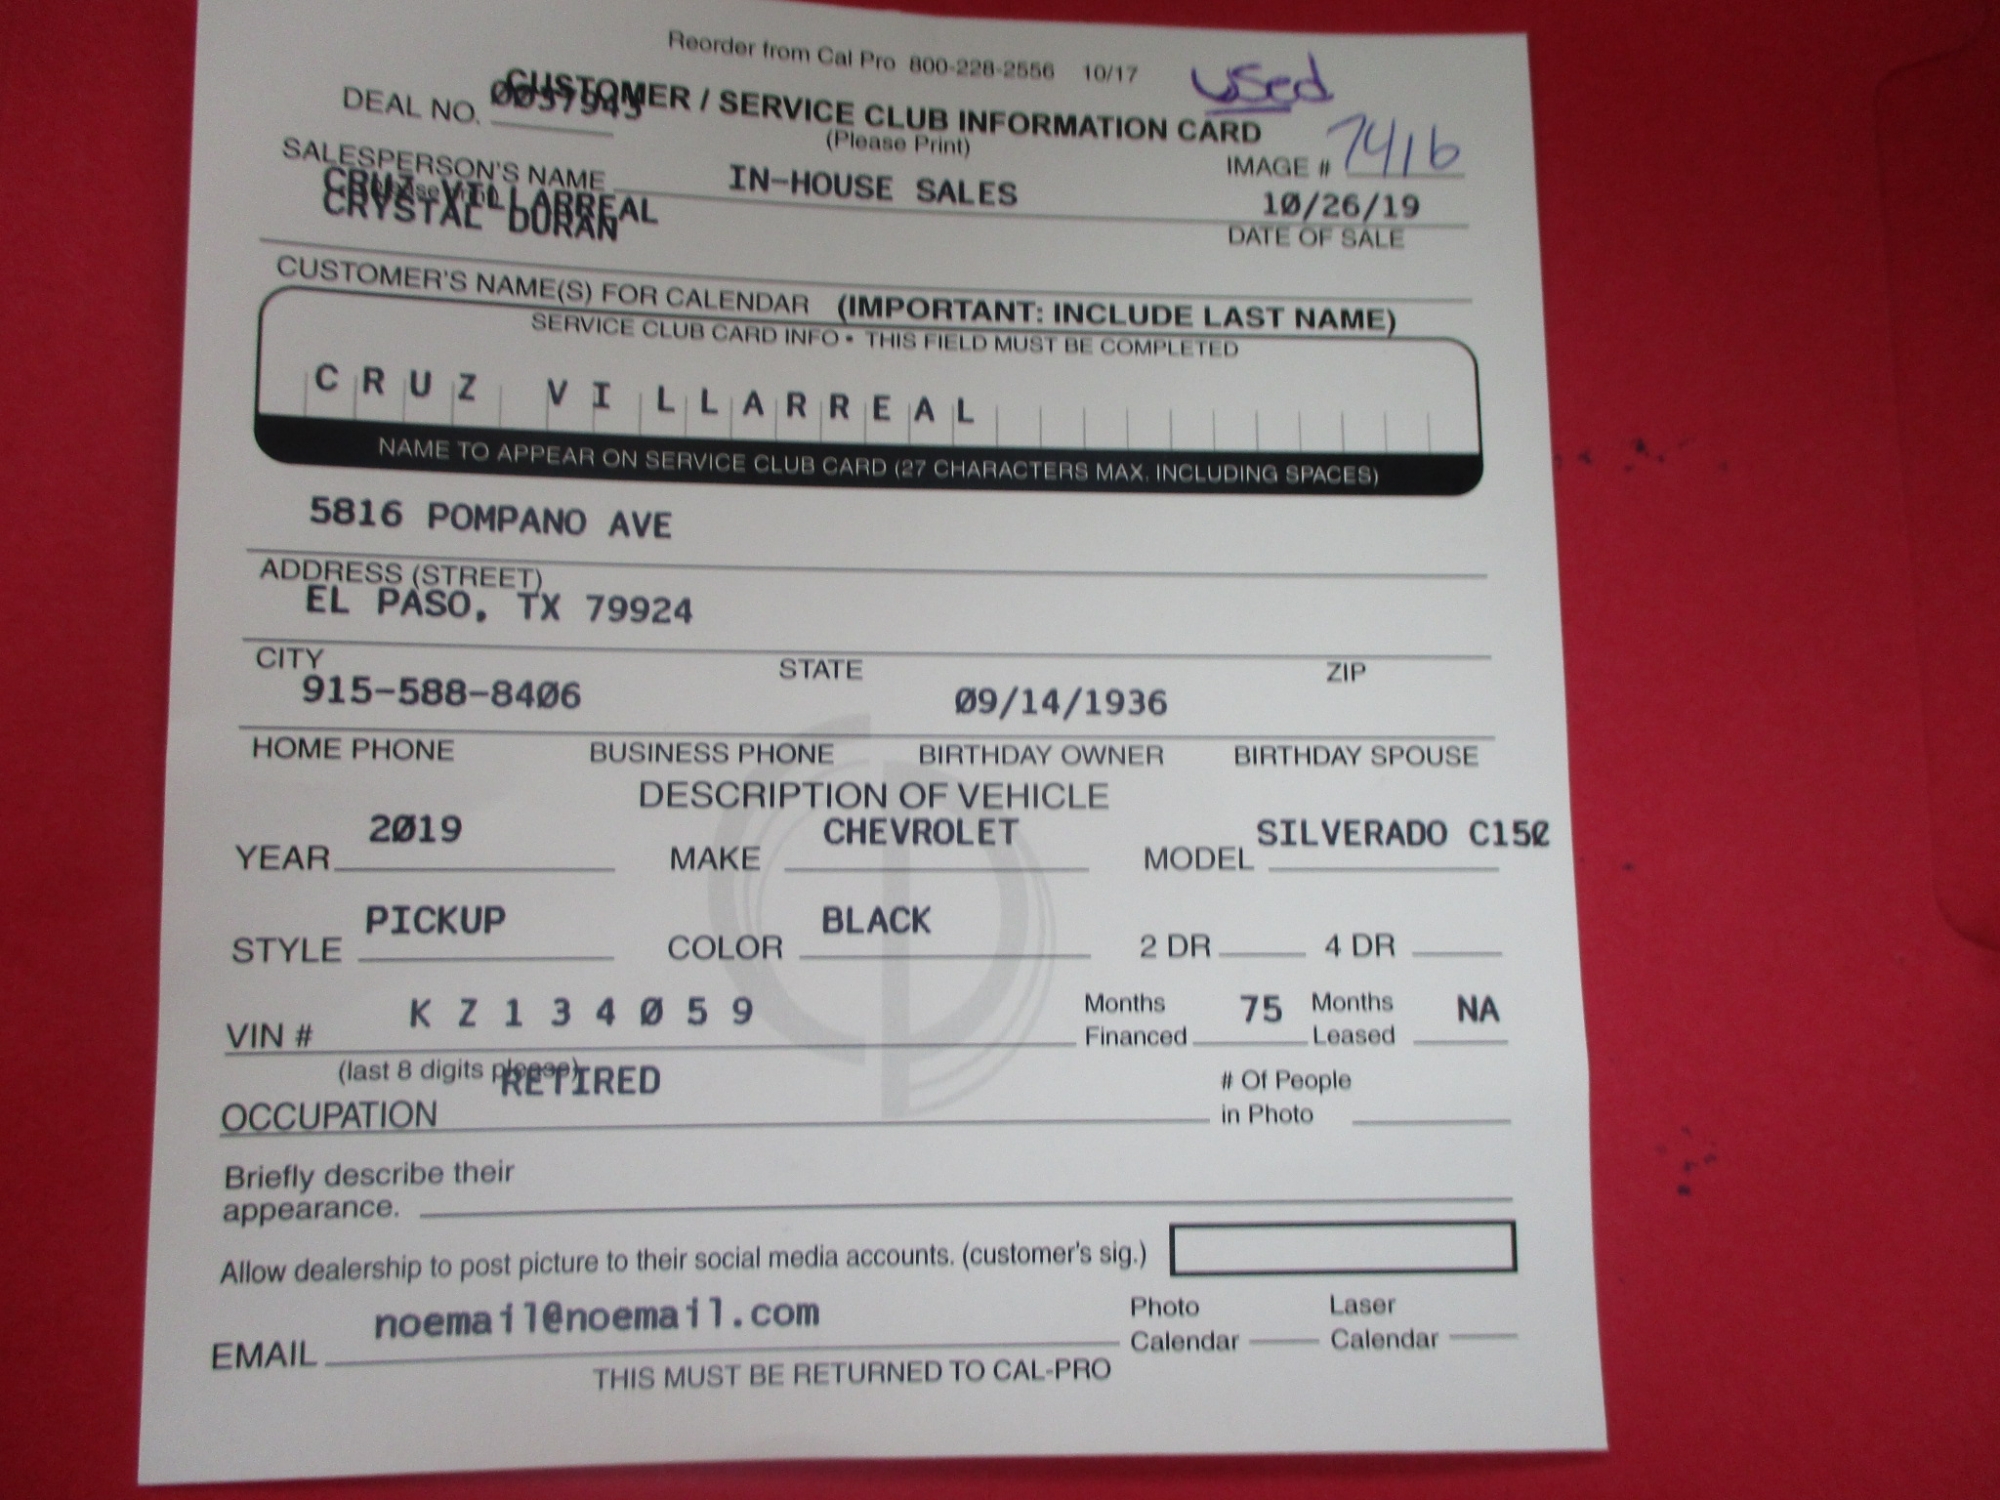 Reorder from Cal Pro 800-228-2556 10/17
used
DEAL NO. 0037945 CUSTOMER / SERVICE CLUB INFORMATION CARD
(Please Print)
IMAGE # 7416
SALESPERSON'S NAME IN-HOUSE SALES
CRUZ VILLARREAL
CRYSTAL DURAN
10/26/19
DATE OF SALE
CUSTOMER'S NAME(S) FOR CALENDAR (IMPORTANT: INCLUDE LAST NAME)
SERVICE CLUB CARD INFO • THIS FIELD MUST BE COMPLETED
CRUZ VILLARREAL
NAME TO APPEAR ON SERVICE CLUB CARD (27 CHARACTERS MAX. INCLUDING SPACES)
5816 POMPANO AVE
ADDRESS (STREET)
EL PASO, TX 79924
CITY STATE ZIP
915-588-8406 09/14/1936
HOME PHONE BUSINESS PHONE BIRTHDAY OWNER BIRTHDAY SPOUSE
DESCRIPTION OF VEHICLE
YEAR 2019 MAKE CHEVROLET MODEL SILVERADO C150
STYLE PICKUP COLOR BLACK 2 DR 4 DR
VIN # K Z 1 3 4 0 5 9 Months Financed 75 Months Leased NA
(last 8 digits please)
OCCUPATION RETIRED # Of People in Photo
Briefly describe their
appearance.
Allow dealership to post picture to their social media accounts. (customer's sig.)
EMAIL noemail@noemail.com Photo Calendar Laser Calendar
THIS MUST BE RETURNED TO CAL-PRO